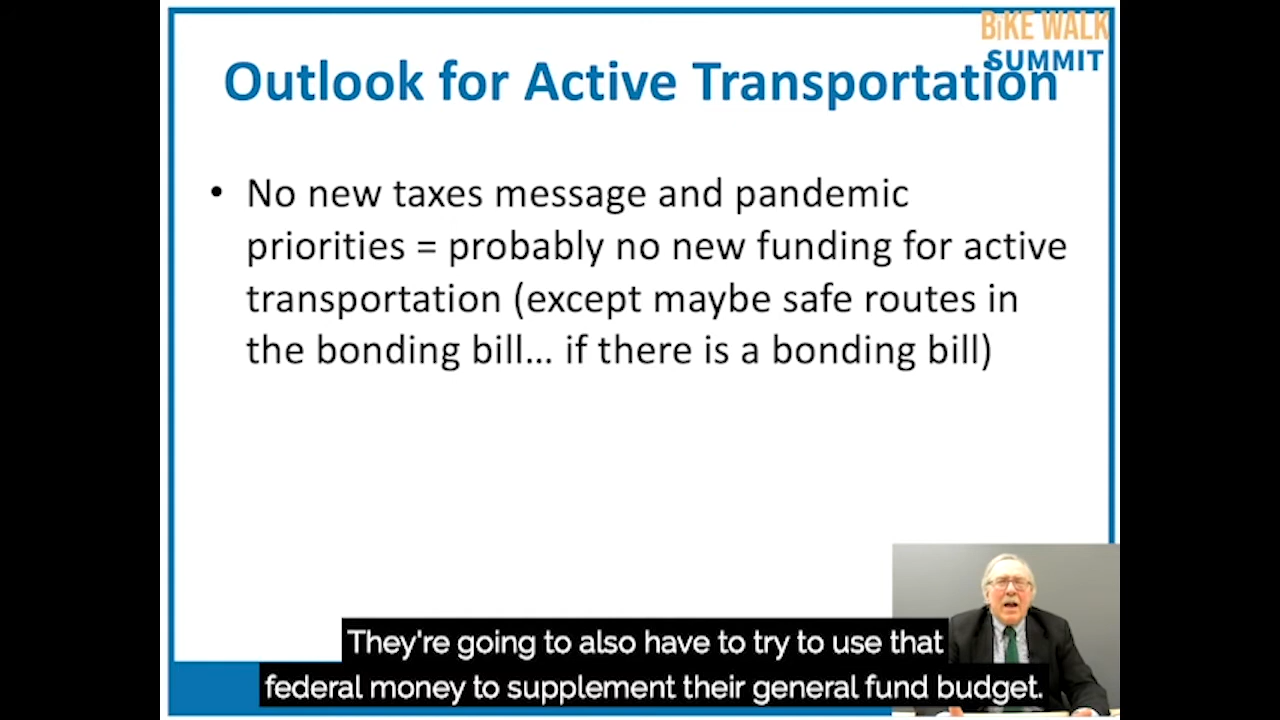 BiKE WALK
SUMMIT
Outlook for Active Transportation
• No new taxes message and pandemic
priorities = probably no new funding for active
transportation (except maybe safe routes in
the bonding bill... if there is a bonding bill)
They're going to also have to try to use that
federal money to supplement their general fund budget.